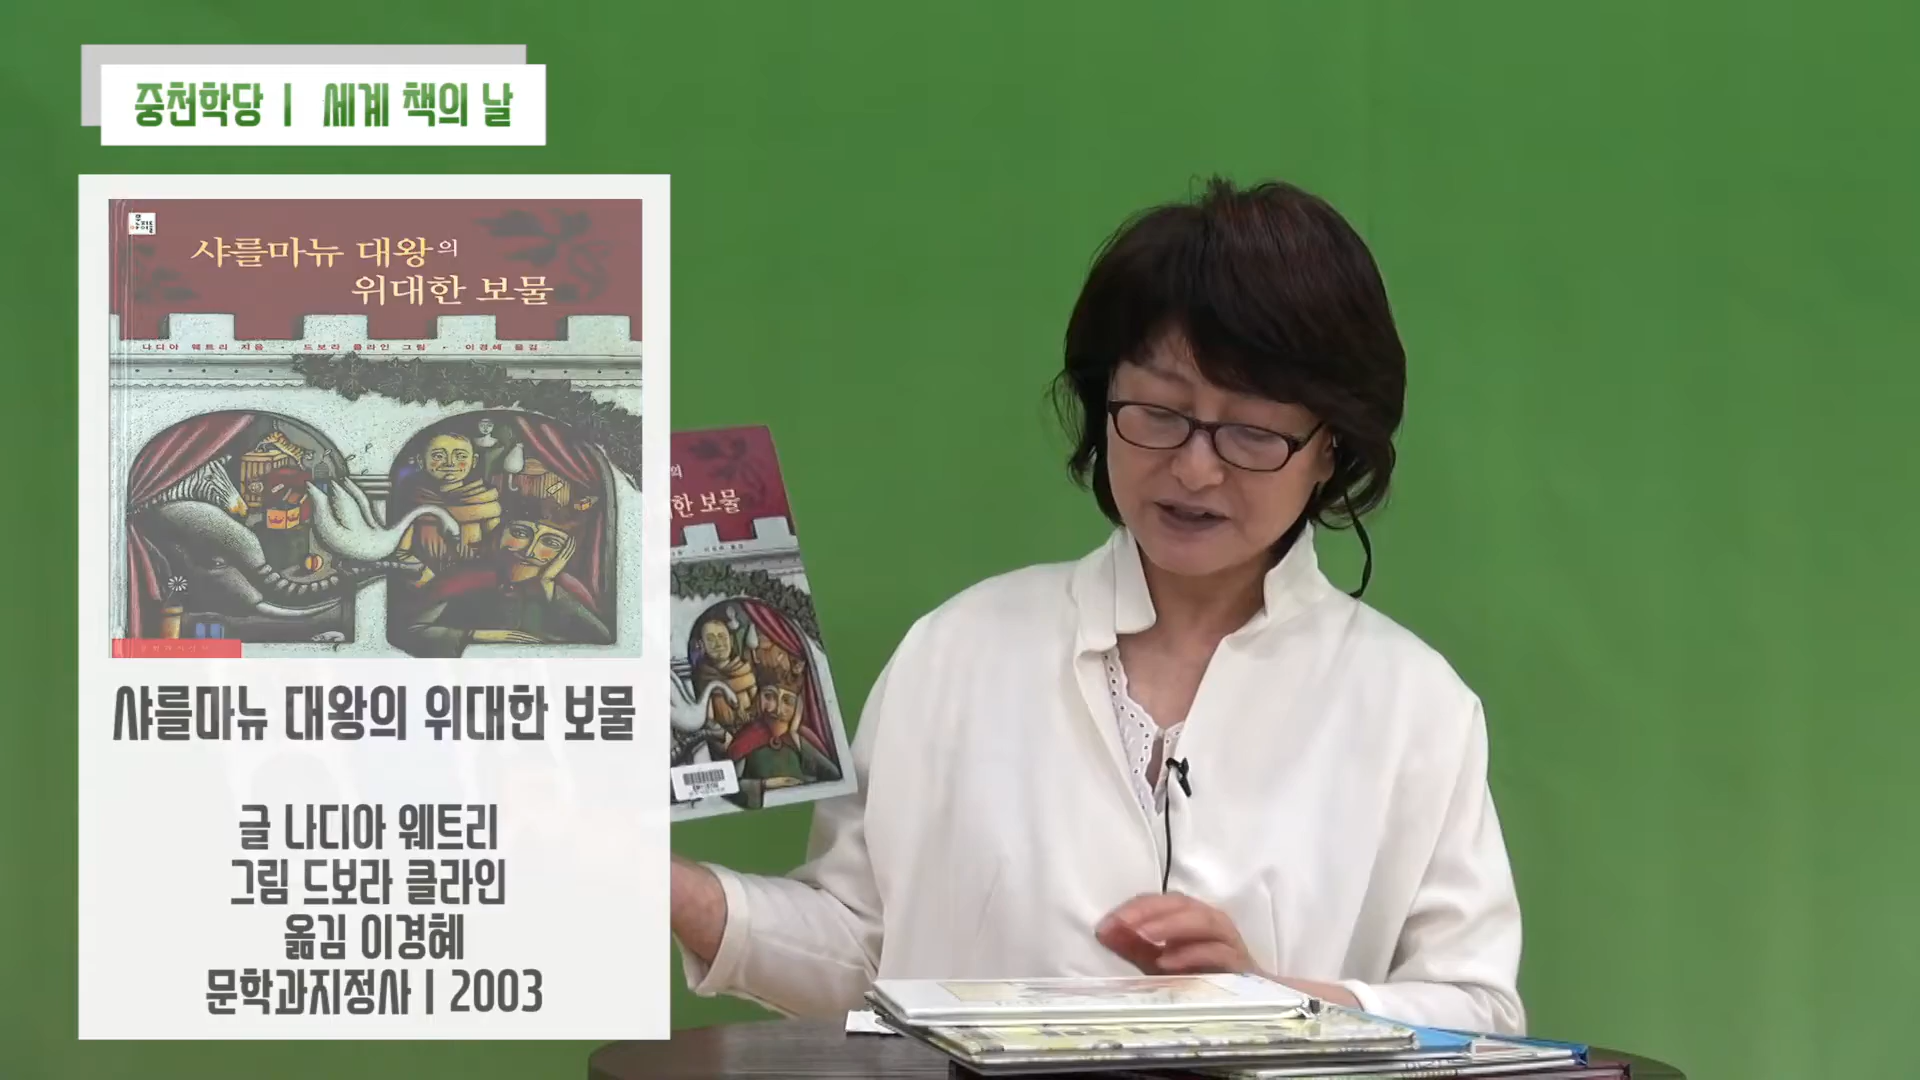 중천학당 | 세계 책의 날
샤를마뉴 대왕의
위대한 보물
나디아 웨트리 지음 드보라 클라인 그림 · 이경혜 옮김
의
한 보물
샤를마뉴 대왕의 위대한 보물
글 나디아 웨트리
그림 드보라 클라인
옮김 이경혜
문학과지정사 | 2003